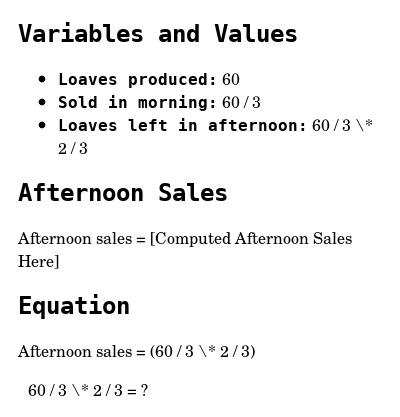 Variables and Values
• Loaves produced: 60
• Sold in morning: 60 / 3
• Loaves left in afternoon: 60 / 3 \*
2 / 3
Afternoon Sales
Afternoon sales = [Computed Afternoon Sales
Here]
Equation
Afternoon sales = (60 / 3 \* 2 / 3)
60 / 3 \* 2 / 3 = ?